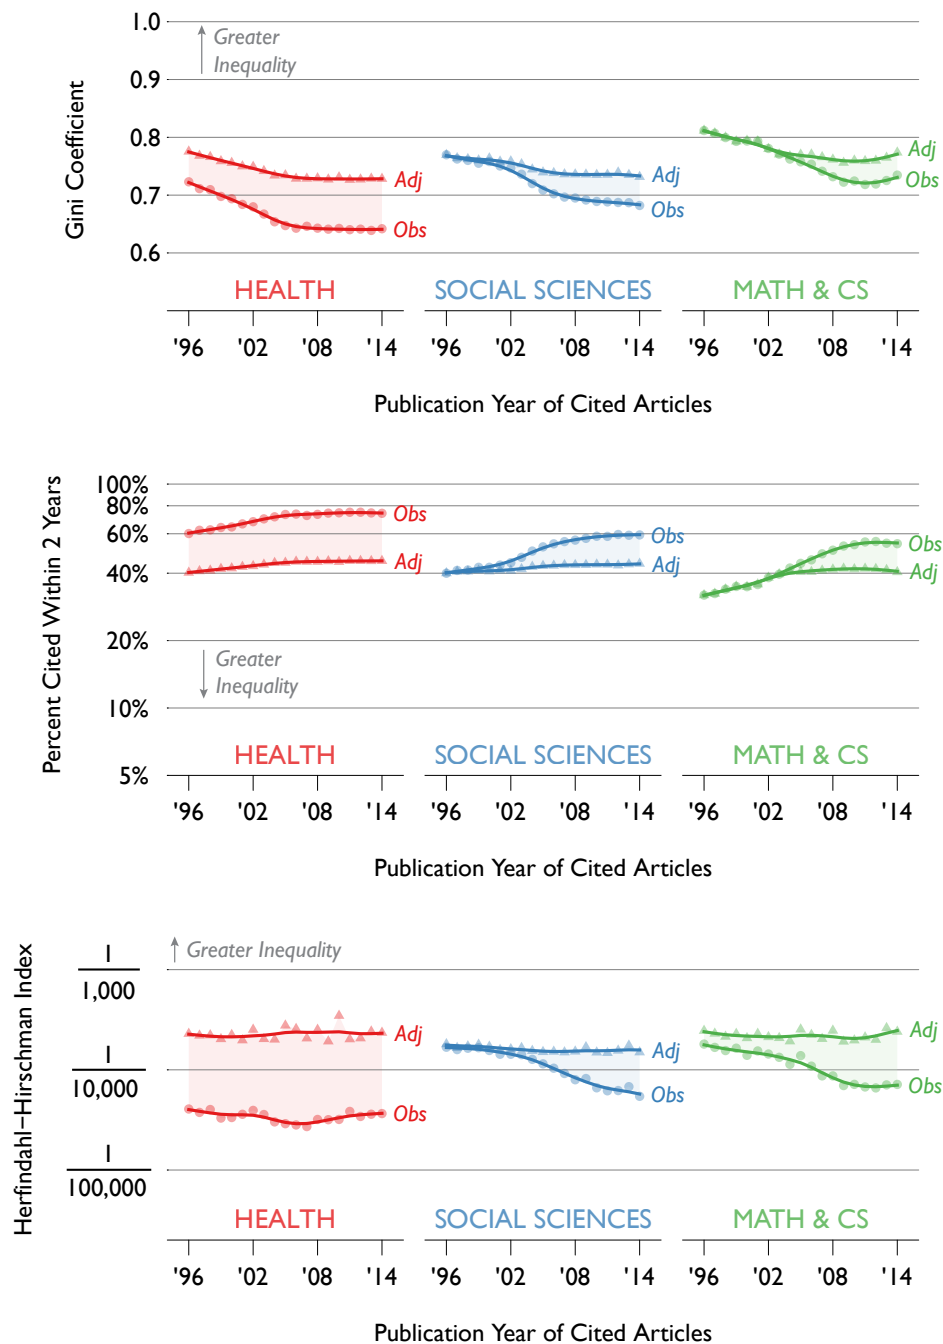 1.0
Greater
Inequality
0.9
0.8
0.7
0.6
Gini Coefficient
Adj
Obs
Adj
Obs
Adj
Obs
HEALTH SOCIAL SCIENCES MATH & CS
'96 '02 '08 '14 '96 '02 '08 '14 '96 '02 '08 '14
Publication Year of Cited Articles
100%
80%
60%
40%
20%
10%
5%
Percent Cited Within 2 Years
Obs
Adj
Obs
Adj
Obs
Adj
Greater
Inequality
HEALTH SOCIAL SCIENCES MATH & CS
'96 '02 '08 '14 '96 '02 '08 '14 '96 '02 '08 '14
Publication Year of Cited Articles
Greater Inequality
1
1,000
1
10,000
1
100,000
Herfindahl–Hirschman Index
Adj
Obs
Adj
Obs
Adj
Obs
HEALTH SOCIAL SCIENCES MATH & CS
'96 '02 '08 '14 '96 '02 '08 '14 '96 '02 '08 '14
Publication Year of Cited Articles